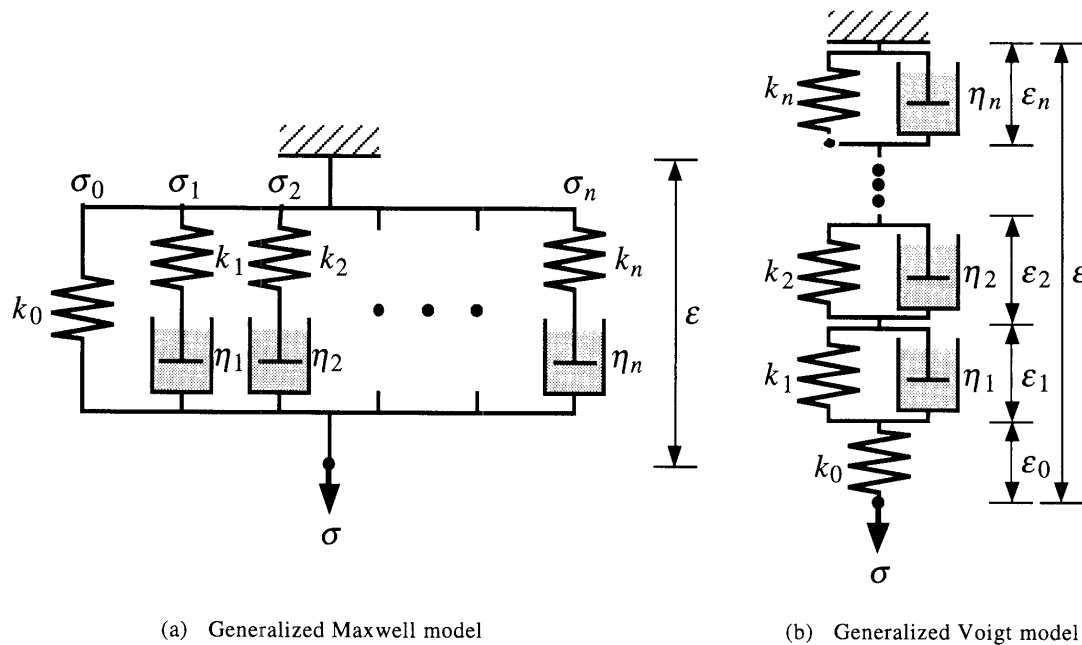 σ₀ σ₁ σ₂ σₙ
k₀ k₁ k₂ kₙ
η₁ η₂ ηₙ
ε
σ
(a) Generalized Maxwell model
kₙ ηₙ εₙ
k₂ η₂ ε₂ ε
k₁ η₁ ε₁
k₀ ε₀
σ
(b) Generalized Voigt model